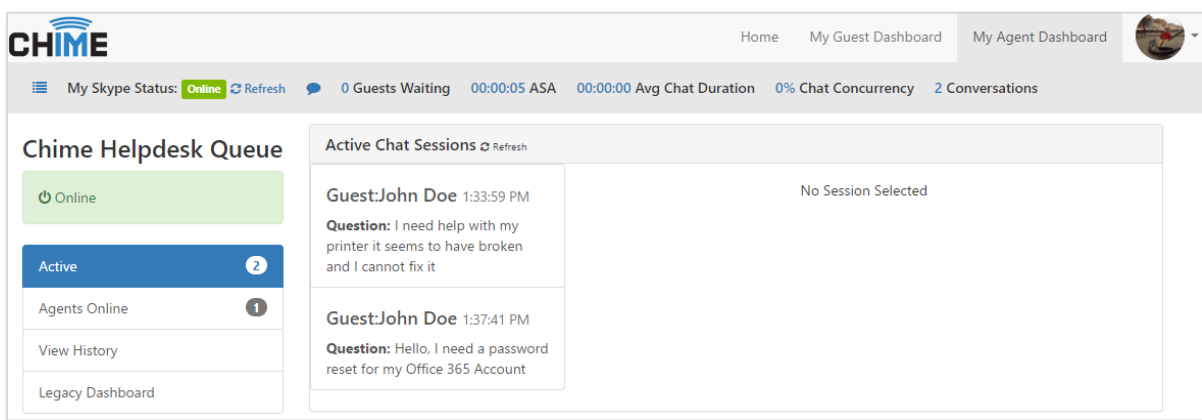 CHIME
Home My Guest Dashboard My Agent Dashboard
My Skype Status: Online Refresh 0 Guests Waiting 00:00:05 ASA 00:00:00 Avg Chat Duration 0% Chat Concurrency 2 Conversations
Chime Helpdesk Queue
Online
Active 2
Agents Online 1
View History
Legacy Dashboard
Active Chat Sessions Refresh
Guest:John Doe 1:33:59 PM
Question: I need help with my
printer it seems to have broken
and I cannot fix it
Guest:John Doe 1:37:41 PM
Question: Hello, I need a password
reset for my Office 365 Account
No Session Selected